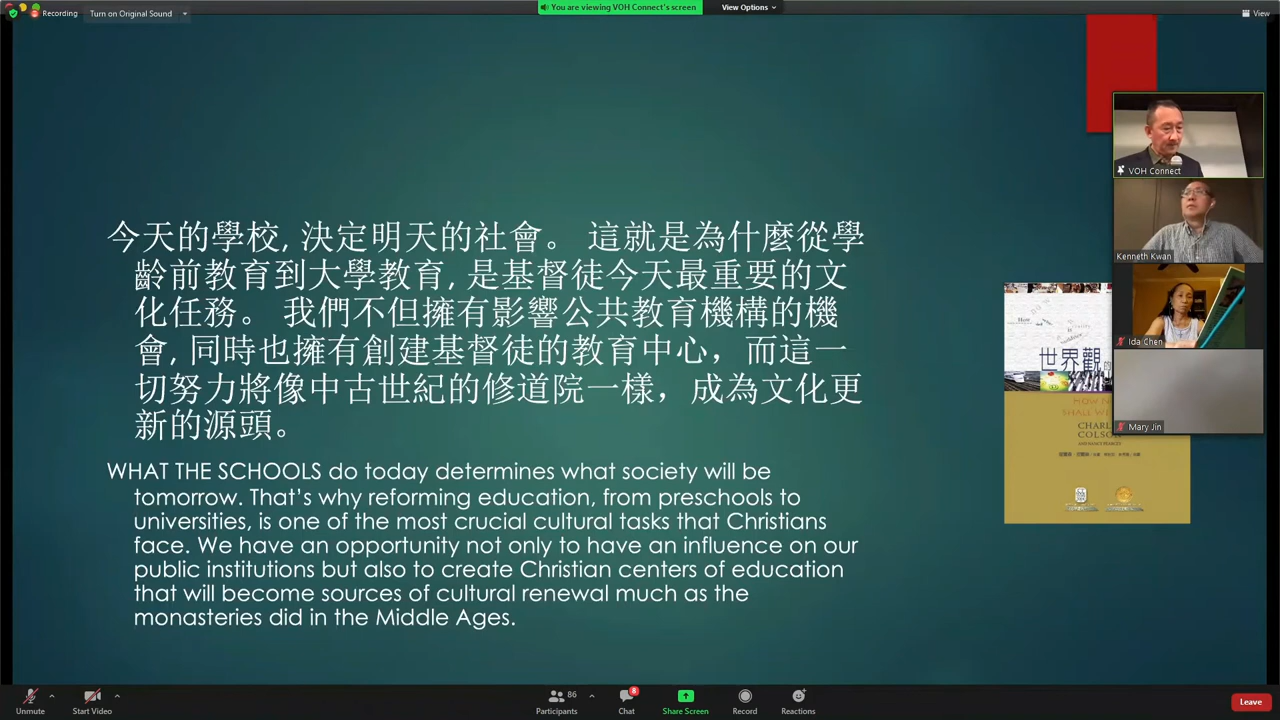 Recording
Turn on Original Sound
You are viewing VOH Connect's screen
View Options
View
今天的學校, 決定明天的社會。 這就是為什麼從學
齡前教育到大學教育, 是基督徒今天最重要的文
化任務。 我們不但擁有影響公共教育機構的機
會, 同時也擁有創建基督徒的教育中心，而這一
切努力將像中古世紀的修道院一樣，成為文化更
新的源頭。
WHAT THE SCHOOLS do today determines what society will be
tomorrow. That's why reforming education, from preschools to
universities, is one of the most crucial cultural tasks that Christians
face. We have an opportunity not only to have an influence on our
public institutions but also to create Christian centers of education
that will become sources of cultural renewal much as the
monasteries did in the Middle Ages.
VOH Connect
Kenneth Kwan
Ida Chen
Mary Jin
How
世界觀
HOW N
SHALL WE
CHARL
COLSO
Unmute
Start Video
86
Participants
8
Chat
Share Screen
Record
Reactions
Leave